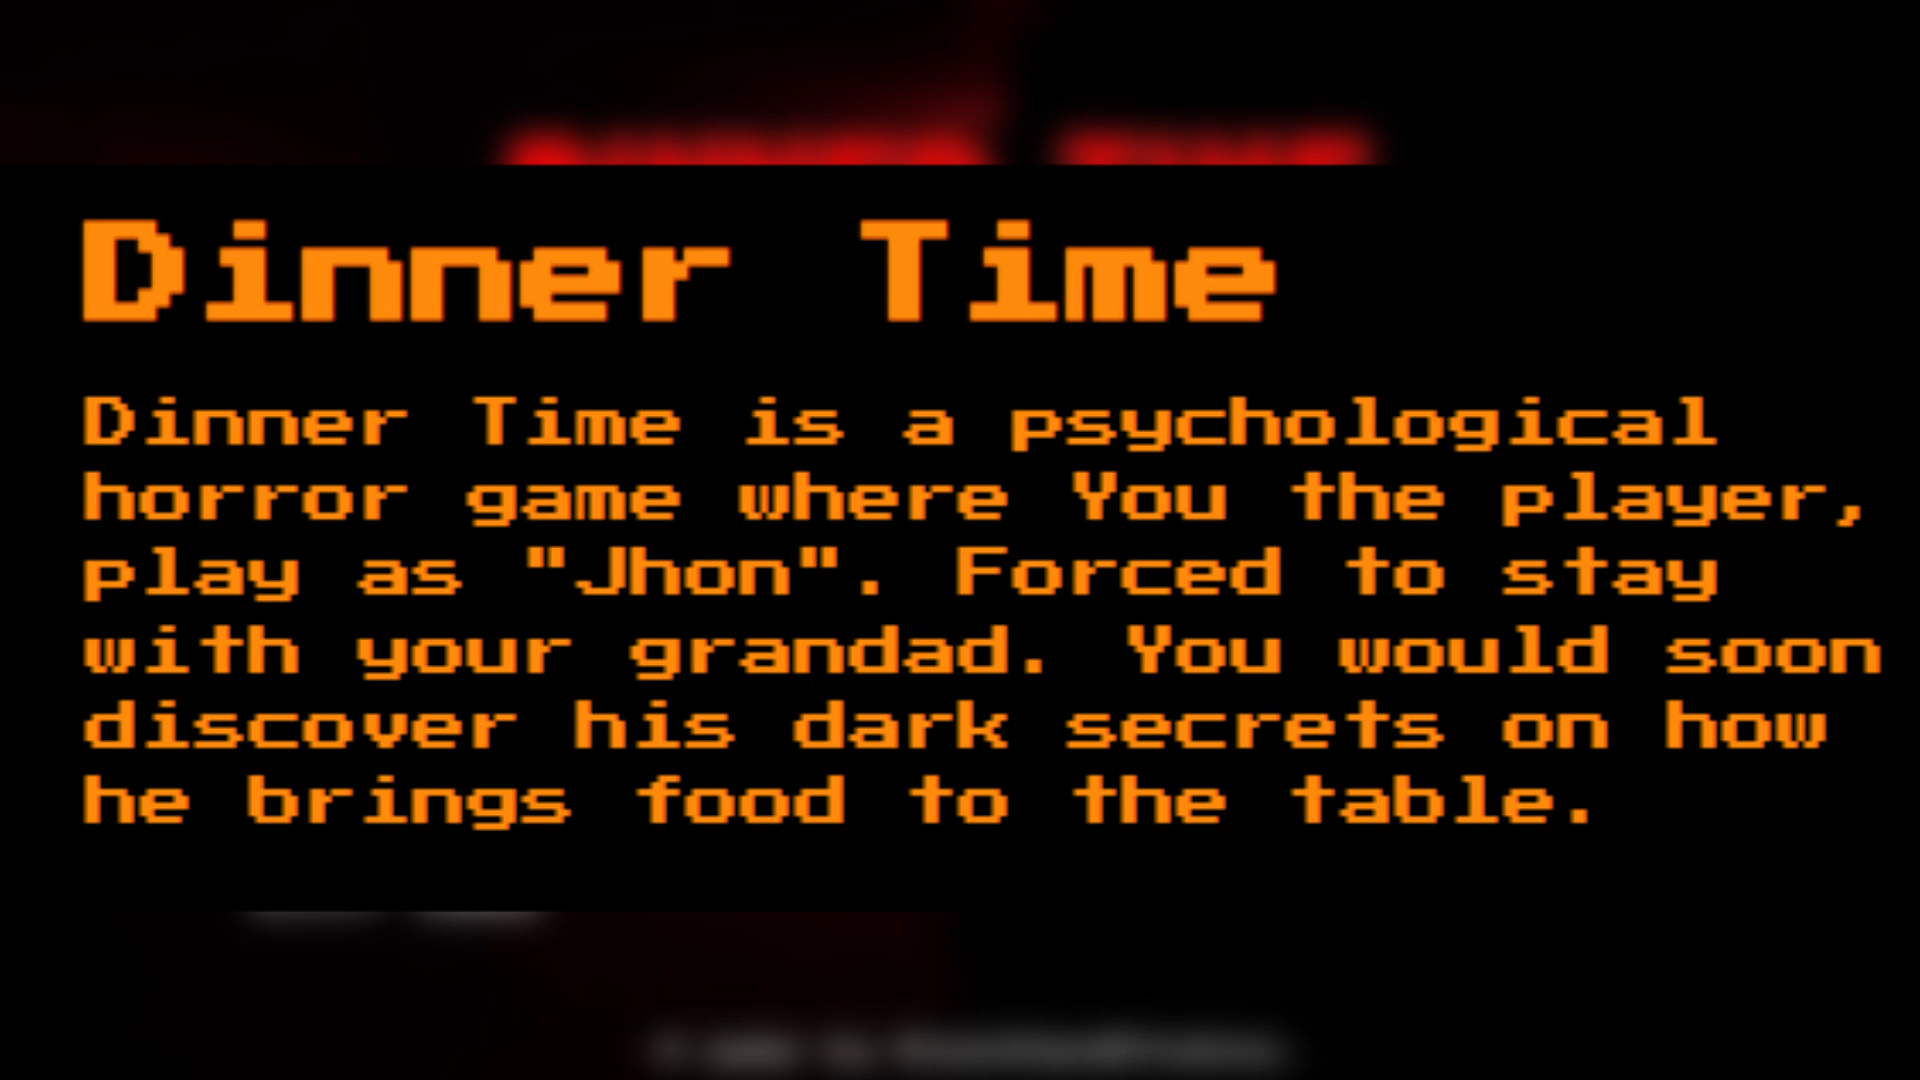 Dinner Time
Dinner Time is a psychological
horror game where You the player,
play as "Jhon". Forced to stay
with your grandad. You would soon
discover his dark secrets on how
he brings food to the table.